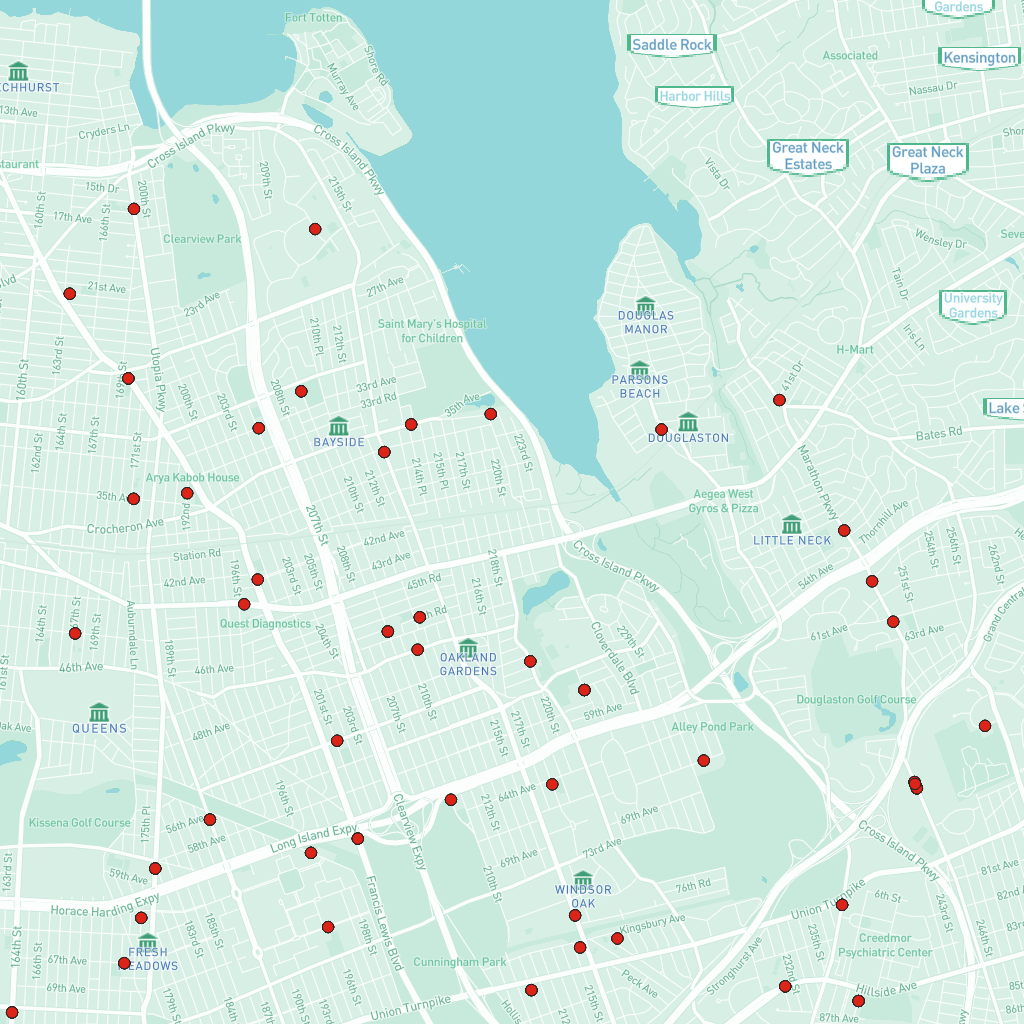 Gardens
Fort Totten
Saddle Rock
Associated
Kensington
Shore Rd
Murray Ave
Nassau Dr
Harbor Hills
13th Ave
Cryders Ln
Cross Island Pkwy
Cross Island Pkwy
Great Neck
Estates
Great Neck
Plaza
Vista Dr
15th Dr
200th St
209th St
215th St
160th St
166th St
17th Ave
Clearview Park
Wensley Dr
Tain Dr
21st Ave
23rd Ave
27th Ave
University
Gardens
DOUGLAS
MANOR
Saint Mary's Hospital
for Children
210th Pl
212th St
Iris Ln
H-Mart
163rd St
160th St
169th St
Utopia Pkwy
200th St
203rd St
208th St
33rd Ave
33rd Rd
35th Ave
PARSONS
BEACH
41st Dr
164th St
167th St
171st St
162nd St
BAYSIDE
223rd St
DOUGLASTON
Bates Rd
Marathon Pkwy
Arya Kabob House
35th Ave
192nd St
Crocheron Ave
210th St
212th St
214th Pl
215th Pl
217th St
220th St
207th St
Aegea West
Gyros & Pizza
Thornhill Ave
LITTLE NECK
256th St
254th St
262nd St
Station Rd
42nd Ave
42nd Ave
43rd Ave
45th Rd
Cross Island Pkwy
54th Ave
251st St
196th St
203rd St
205th St
208th St
218th St
216th St
Auburndale Ln
164th St
169th St
Quest Diagnostics
204th St
189th St
OAKLAND
GARDENS
229th St
Cloverdale Blvd
61st Ave
63rd Ave
46th Ave
46th Ave
161st St
QUEENS
48th Ave
201st St
203rd St
207th St
210th St
215th St
217th St
220th St
59th Ave
Alley Pond Park
Douglaston Golf Course
196th St
64th Ave
212th St
69th Ave
Kissena Golf Course
175th Pl
56th Ave
58th Ave
Long Island Expy
Clearview Expy
69th Ave
73rd Ave
Cross Island Pkwy
163rd St
59th Ave
Horace Harding Expy
210th St
WINDSOR
OAK
76th Rd
Kingsbury Ave
Union Turnpike
6th St
81st Ave
243rd St
FRESH
MEADOWS
164th St
166th St
67th Ave
69th Ave
185th St
183rd St
186th St
198th St
190th St
193rd St
184th St
179th St
Francis Lewis Blvd
Cunningham Park
Union Turnpike
Peck Ave
215th St
Stronghurst Ave
235th St
232nd St
Creedmor
Psychiatric Center
Hillside Ave
87th Ave